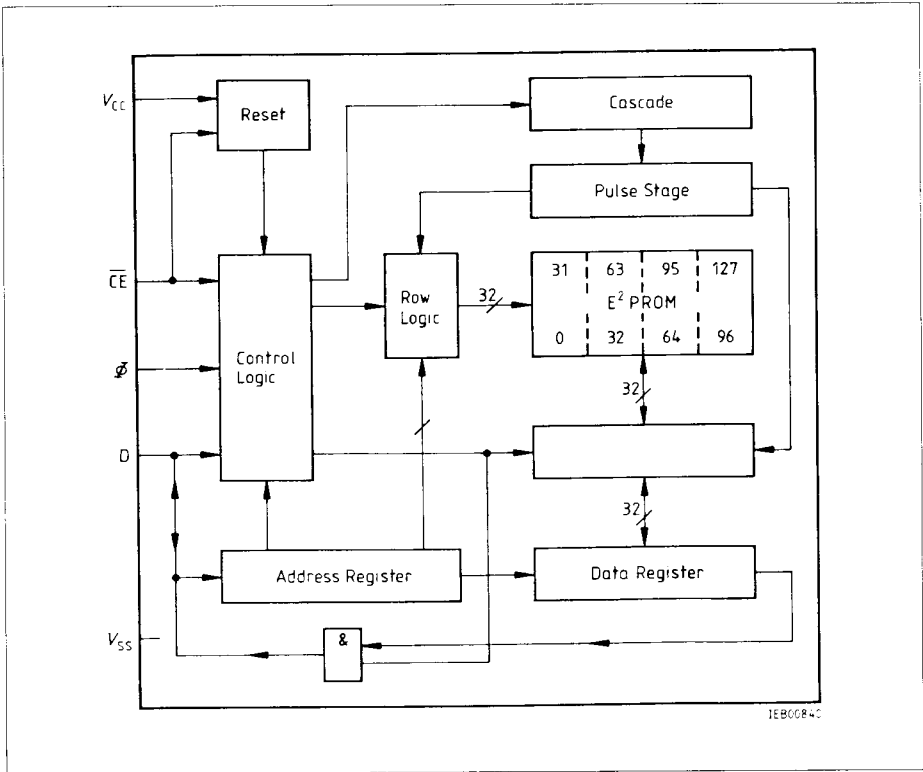 V_CC
Reset
Cascade
Pulse Stage
CE
31 63 95 127
Row Logic
32
E² PROM
0 32 64 96
Control Logic
Φ
32
D
32
Address Register
Data Register
V_SS
&